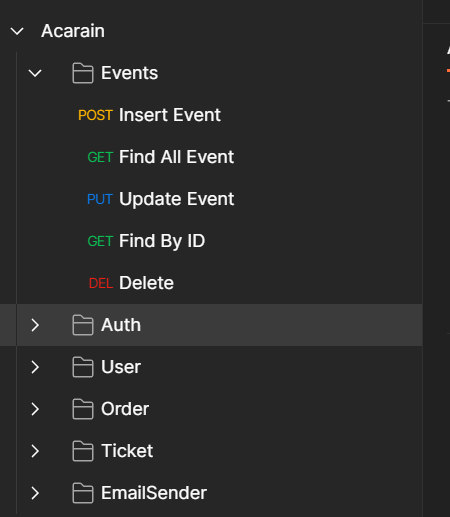 Acarain
Events
POST Insert Event
GET Find All Event
PUT Update Event
GET Find By ID
DEL Delete
Auth
User
Order
Ticket
EmailSender